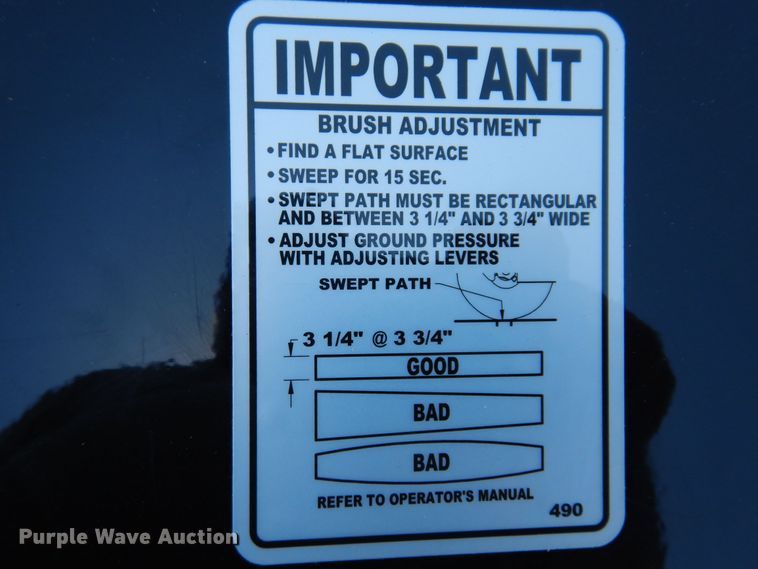 IMPORTANT
BRUSH ADJUSTMENT
• FIND A FLAT SURFACE
• SWEEP FOR 15 SEC.
• SWEPT PATH MUST BE RECTANGULAR
AND BETWEEN 3 1/4" AND 3 3/4" WIDE
• ADJUST GROUND PRESSURE
WITH ADJUSTING LEVERS
SWEPT PATH
3 1/4" @ 3 3/4"
GOOD
BAD
BAD
REFER TO OPERATOR'S MANUAL
490
Purple Wave Auction